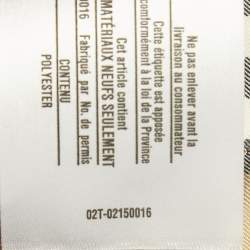 Ne pas enlever avant la
livraison au consommateur
Cette étiquette est apposée
conformément à la loi de la Province
Cet article contient
MATÉRIAUX NEUFS SEULEMENT
Fabriqué par No. de permis
0016
CONTENU
POLYESTER
02T-02150016